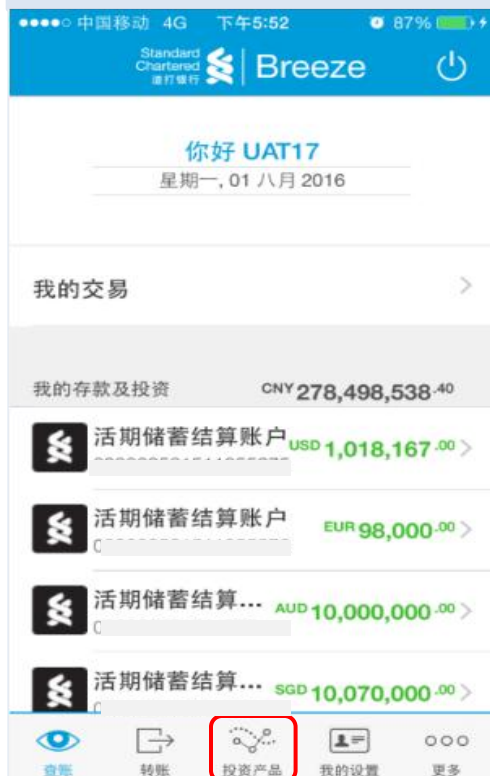 中国移动 4G 下午5:52 87%
Standard
Chartered
渣打银行
Breeze
你好 UAT17
星期一, 01 八月 2016
我的交易
我的存款及投资 CNY 278,498,538.40
活期储蓄结算账户 USD 1,018,167.00
活期储蓄结算账户 EUR 98,000.00
活期储蓄结算... AUD 10,000,000.00
活期储蓄结算... SGD 10,070,000.00
查账 转账 投资产品 我的设置 更多